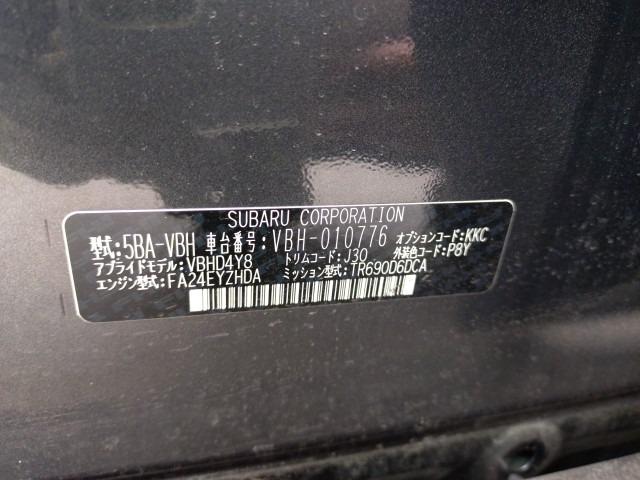 SUBARU CORPORATION
型式:5BA-VBH 車台番号:VBH-010776 オプションコード:KKC
アプライドモデル:VBHD4Y8 トリムコード:J30 外装色コード:P8Y
エンジン型式:FA24EYZHDA ミッション型式:TR690D6DCA